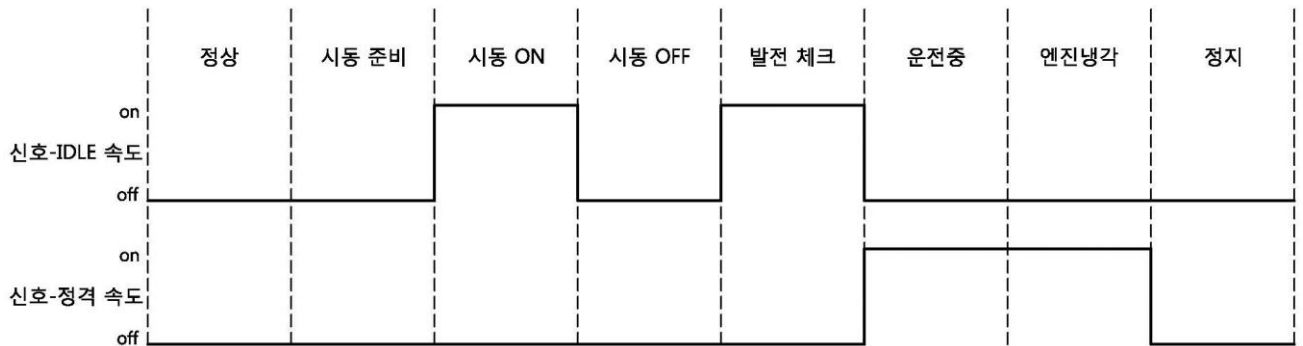 정상 시동 준비 시동 ON 시동 OFF 발전 체크 운전중 엔진냉각 정지
on
신호-IDLE 속도
off
on
신호-정격 속도
off